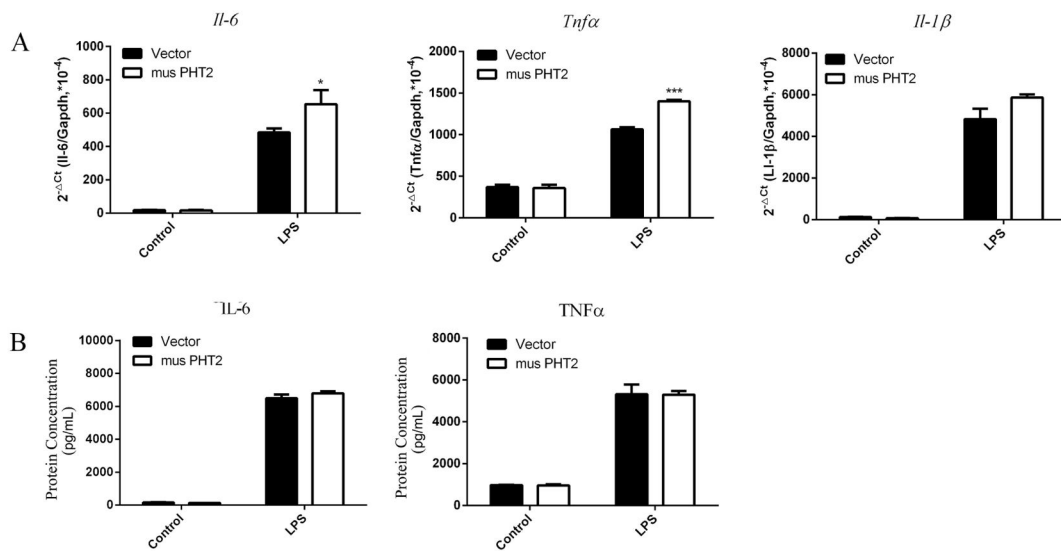 Il-6
Tnfα
Il-1β
A
2-△Ct (Il-6/Gapdh,*10-4)
1000
800
600
400
200
0
Vector
mus PHT2
*
Control
LPS
2-△Ct (Tnfα/Gapdh,*10-4)
2000
1500
1000
500
0
Vector
mus PHT2
***
Control
LPS
2-△Ct (LI-1β/Gapdh,*10-4)
8000
6000
4000
2000
0
Vector
mus PHT2
Control
LPS
B
IL-6
TNFα
Protein Concentration
(pg/mL)
10000
8000
6000
4000
2000
0
Vector
mus PHT2
Control
LPS
Protein Concentration
(pg/mL)
8000
6000
4000
2000
0
Vector
mus PHT2
Control
LPS